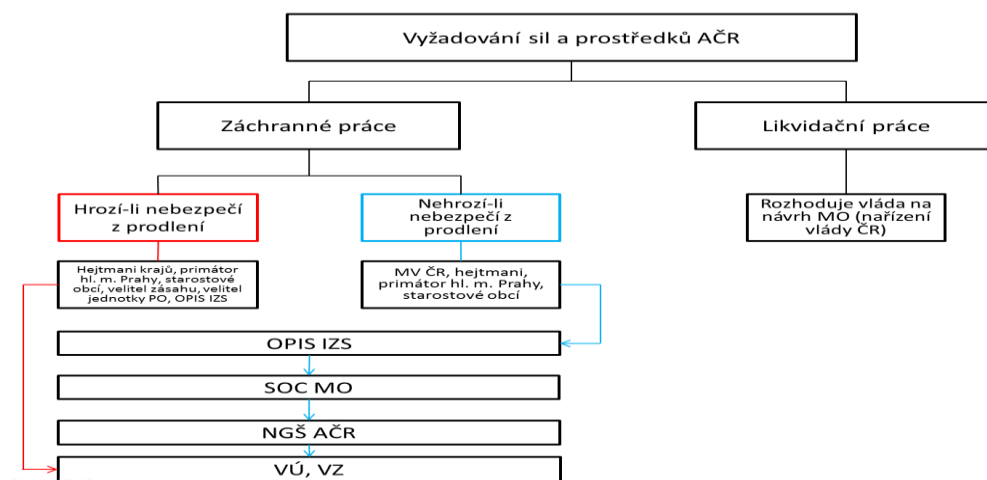 Vyžadování sil a prostředků AČR
Záchranné práce
Likvidační práce
Hrozí-li nebezpečí
z prodlení
Nehrozí-li
nebezpečí z
prodlení
Rozhoduje vláda na
návrh MO (nařízení
vlády ČR)
Hejtmani krajů, primátor
hl. m. Prahy, starostové
obcí, velitel zásahu, velitel
jednotky PO, OPIS IZS
MV ČR, hejtmani,
primátor hl. m. Prahy,
starostové obcí
OPIS IZS
SOC MO
NGŠ AČR
VÚ, VZ